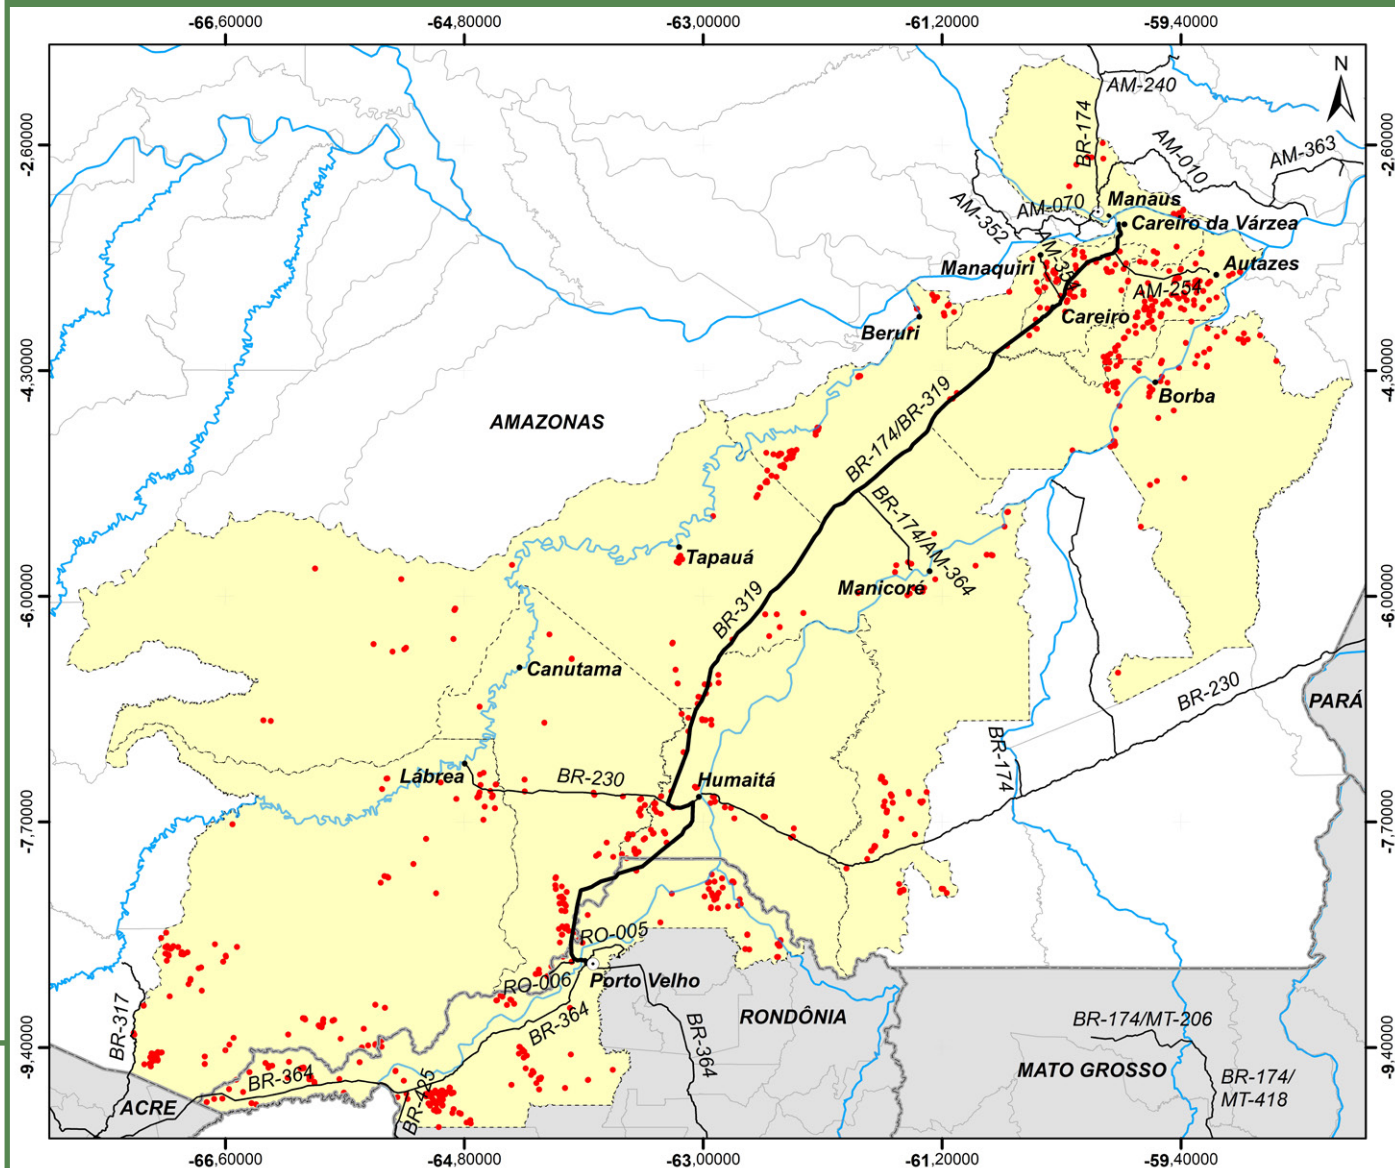 -66,60000
-64,80000
-63,00000
-61,20000
-59,40000
N
AM-240
BR-174
AM-010
AM-363
-2,60000
-2,60000
AM-070
Manaus
AM-352
Careiro da Várzea
AM-354
Manaquiri
Autazes
AM-254
Careiro
Beruri
-4,30000
-4,30000
Borba
AMAZONAS
BR-174/BR-319
BR-174/AM-364
Tapauá
Manicoré
-6,00000
-6,00000
BR-319
Canutama
BR-230
PARÁ
BR-174
Lábrea
BR-230
Humaitá
-7,70000
-7,70000
RO-005
RO-006
Porto Velho
BR-317
BR-364
BR-364
RONDÔNIA
BR-174/MT-206
-9,40000
-9,40000
BR-364
MATO GROSSO
BR-174/
MT-418
ACRE
BR-425
-66,60000
-64,80000
-63,00000
-61,20000
-59,40000